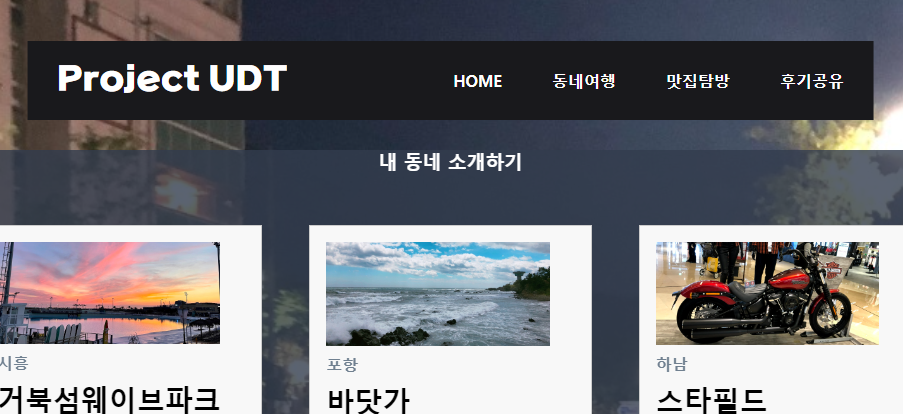 Project UDT
HOME 동네여행 맛집탐방 후기공유
내 동네 소개하기
시흥
거북섬웨이브파크
포항
바닷가
하남
스타필드